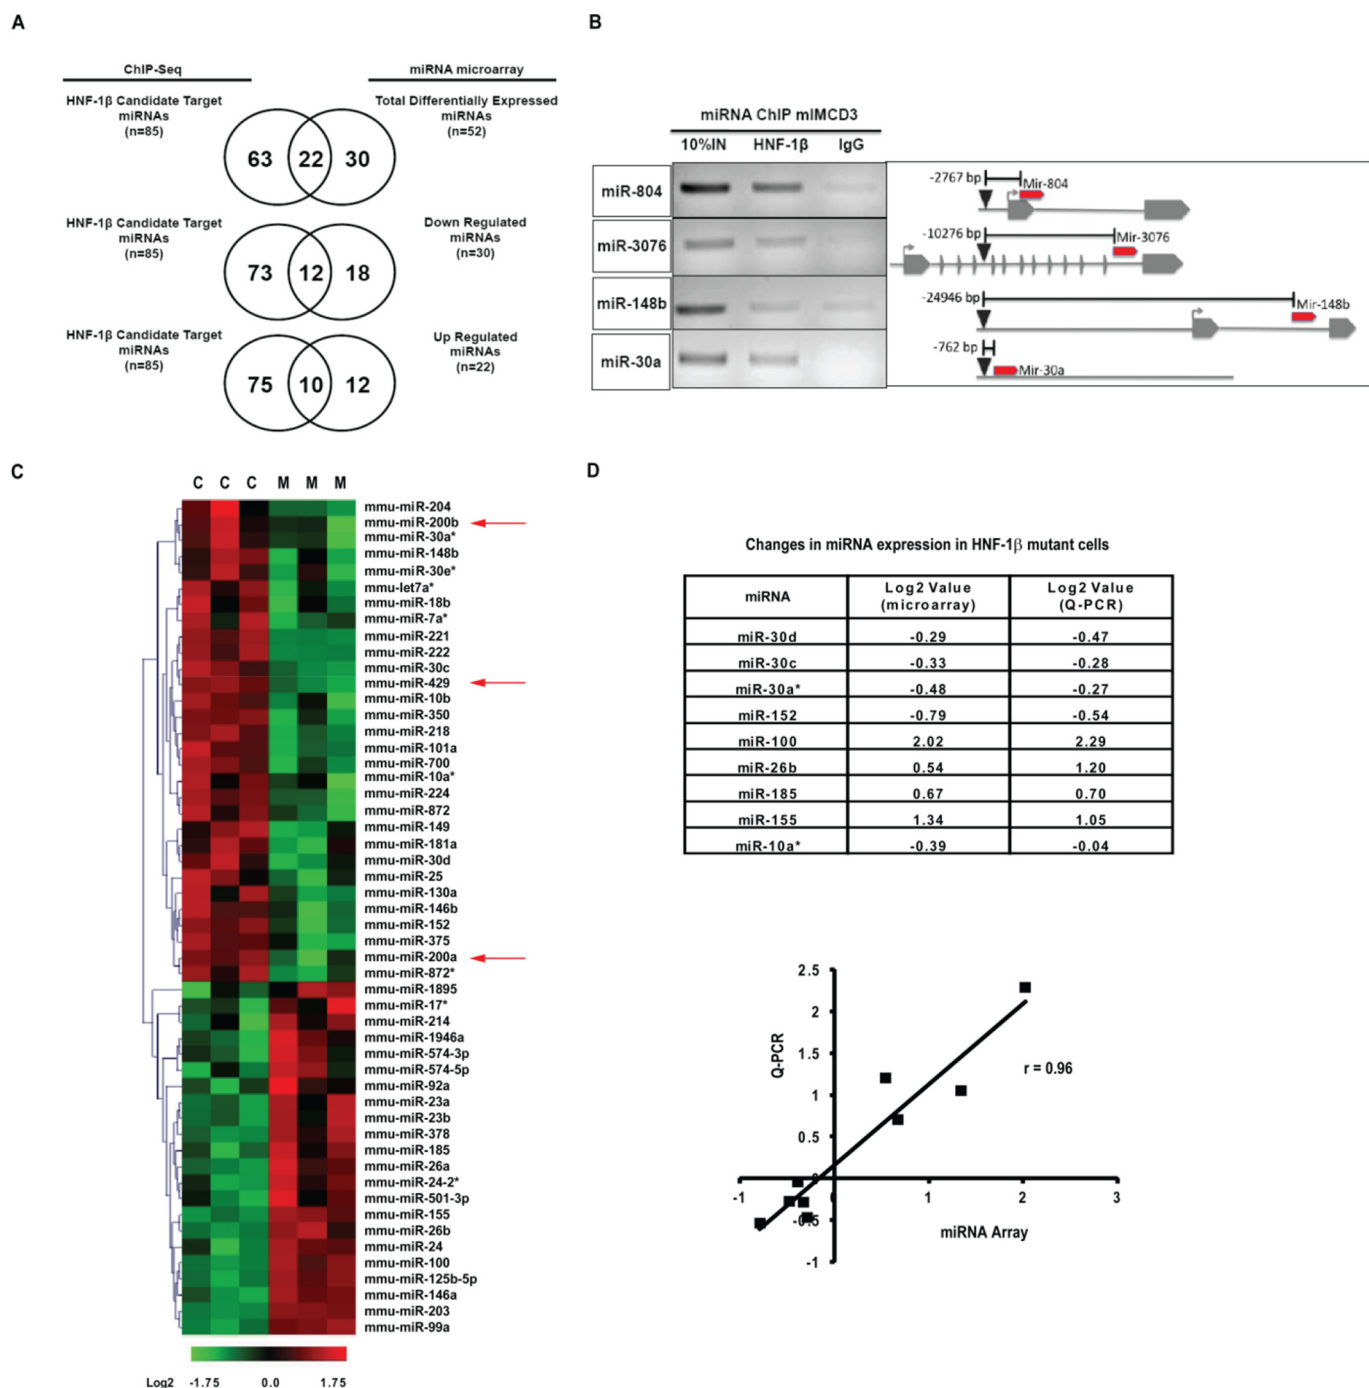 A
ChIP-Seq
miRNA microarray
HNF-1β Candidate Target
miRNAs
(n=85)
63 22 30
Total Differentially Expressed
miRNAs
(n=52)
HNF-1β Candidate Target
miRNAs
(n=85)
73 12 18
Down Regulated
miRNAs
(n=30)
HNF-1β Candidate Target
miRNAs
(n=85)
75 10 12
Up Regulated
miRNAs
(n=22)
B
miRNA ChIP mIMCD3
10%IN HNF-1β IgG
miR-804
miR-3076
miR-148b
miR-30a
-2767 bp
Mir-804
-10276 bp
Mir-3076
-24946 bp
Mir-148b
-762 bp
Mir-30a
C
C C C M M M
mmu-miR-204
mmu-miR-200b
mmu-miR-30a*
mmu-miR-148b
mmu-miR-30e*
mmu-let7a*
mmu-miR-18b
mmu-miR-7a*
mmu-miR-221
mmu-miR-222
mmu-miR-30c
mmu-miR-429
mmu-miR-10b
mmu-miR-350
mmu-miR-218
mmu-miR-101a
mmu-miR-700
mmu-miR-10a*
mmu-miR-224
mmu-miR-872
mmu-miR-149
mmu-miR-181a
mmu-miR-30d
mmu-miR-25
mmu-miR-130a
mmu-miR-146b
mmu-miR-152
mmu-miR-375
mmu-miR-200a
mmu-miR-872*
mmu-miR-1895
mmu-miR-17*
mmu-miR-214
mmu-miR-1946a
mmu-miR-574-3p
mmu-miR-574-5p
mmu-miR-92a
mmu-miR-23a
mmu-miR-23b
mmu-miR-378
mmu-miR-185
mmu-miR-26a
mmu-miR-24-2*
mmu-miR-501-3p
mmu-miR-155
mmu-miR-26b
mmu-miR-24
mmu-miR-100
mmu-miR-125b-5p
mmu-miR-146a
mmu-miR-203
mmu-miR-99a
Log2 -1.75 0.0 1.75
D
Changes in miRNA expression in HNF-1β mutant cells
miRNA Log2 Value (microarray) Log2 Value (Q-PCR)
miR-30d -0.29 -0.47
miR-30c -0.33 -0.28
miR-30a* -0.48 -0.27
miR-152 -0.79 -0.54
miR-100 2.02 2.29
miR-26b 0.54 1.20
miR-185 0.67 0.70
miR-155 1.34 1.05
miR-10a* -0.39 -0.04
2.5
2
1.5
1
0.5
0
-0.5
-1
Q-PCR
r = 0.96
-1 0 1 2 3
miRNA Array